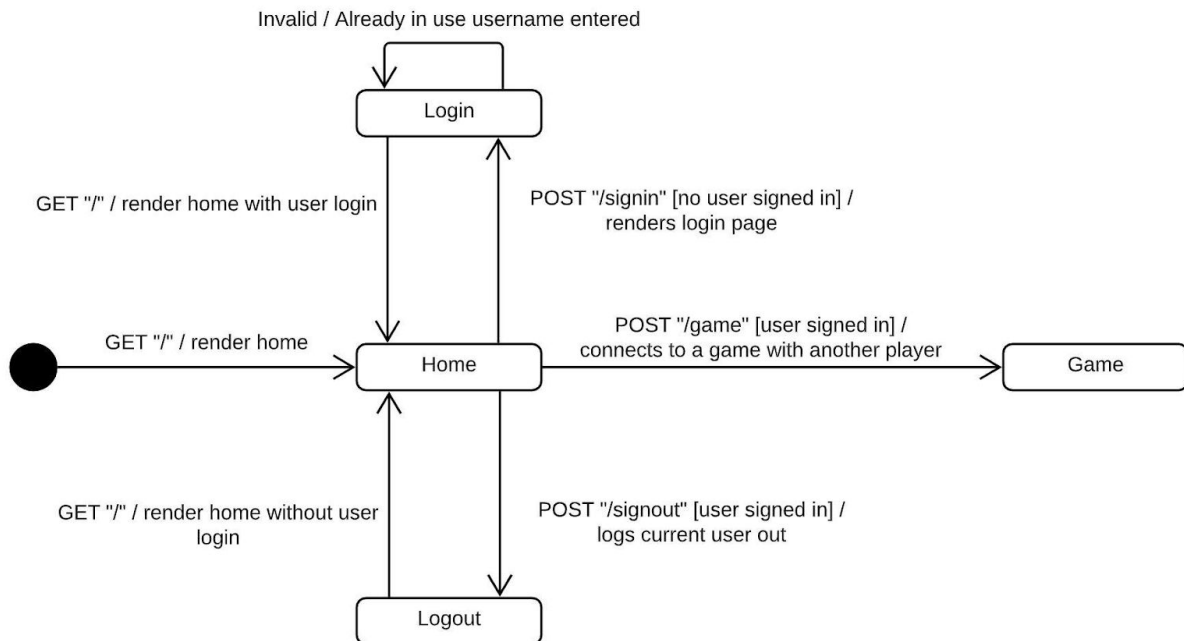 Invalid / Already in use username entered
Login
GET "/" / render home with user login
POST "/signin" [no user signed in] /
renders login page
GET "/" / render home
POST "/game" [user signed in] /
connects to a game with another player
Home
Game
GET "/" / render home without user
login
POST "/signout" [user signed in] /
logs current user out
Logout